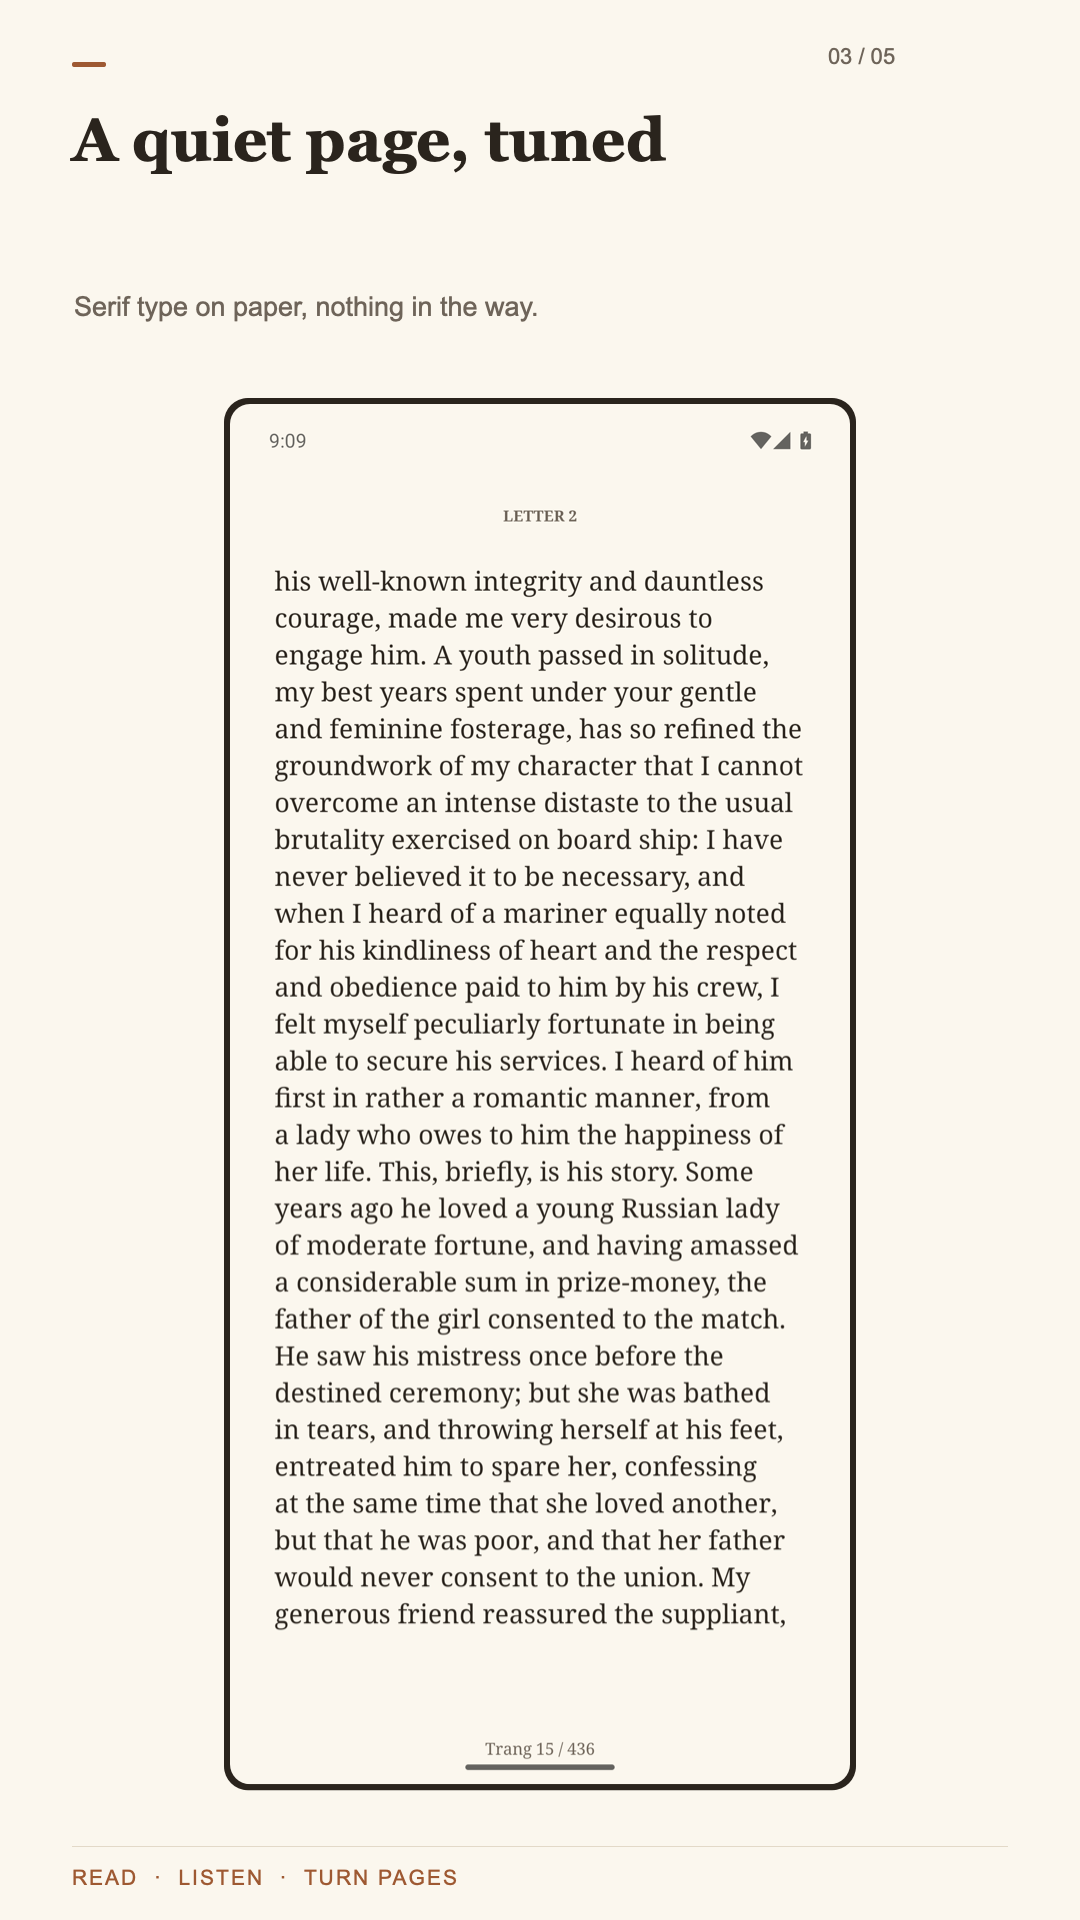 03 / 05
A quiet page, tuned
Serif type on paper, nothing in the way.
9:09
LETTER 2
his well-known integrity and dauntless
courage, made me very desirous to
engage him. A youth passed in solitude,
my best years spent under your gentle
and feminine fosterage, has so refined the
groundwork of my character that I cannot
overcome an intense distaste to the usual
brutality exercised on board ship: I have
never believed it to be necessary, and
when I heard of a mariner equally noted
for his kindliness of heart and the respect
and obedience paid to him by his crew, I
felt myself peculiarly fortunate in being
able to secure his services. I heard of him
first in rather a romantic manner, from
a lady who owes to him the happiness of
her life. This, briefly, is his story. Some
years ago he loved a young Russian lady
of moderate fortune, and having amassed
a considerable sum in prize-money, the
father of the girl consented to the match.
He saw his mistress once before the
destined ceremony; but she was bathed
in tears, and throwing herself at his feet,
entreated him to spare her, confessing
at the same time that she loved another,
but that he was poor, and that her father
would never consent to the union. My
generous friend reassured the suppliant,
Trang 15 / 436
READ · LISTEN · TURN PAGES